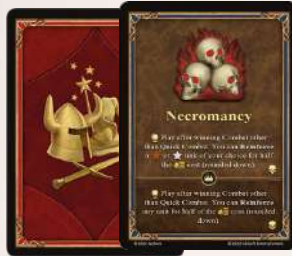 Necromancy
Play after winning Combat other
than Quick Combat. You can Reinforce
a or unit of your choice for half
the cost (rounded down).
Play after winning Combat other
than Quick Combat. You can Reinforce
any unit for half of the cost (rounded
down).